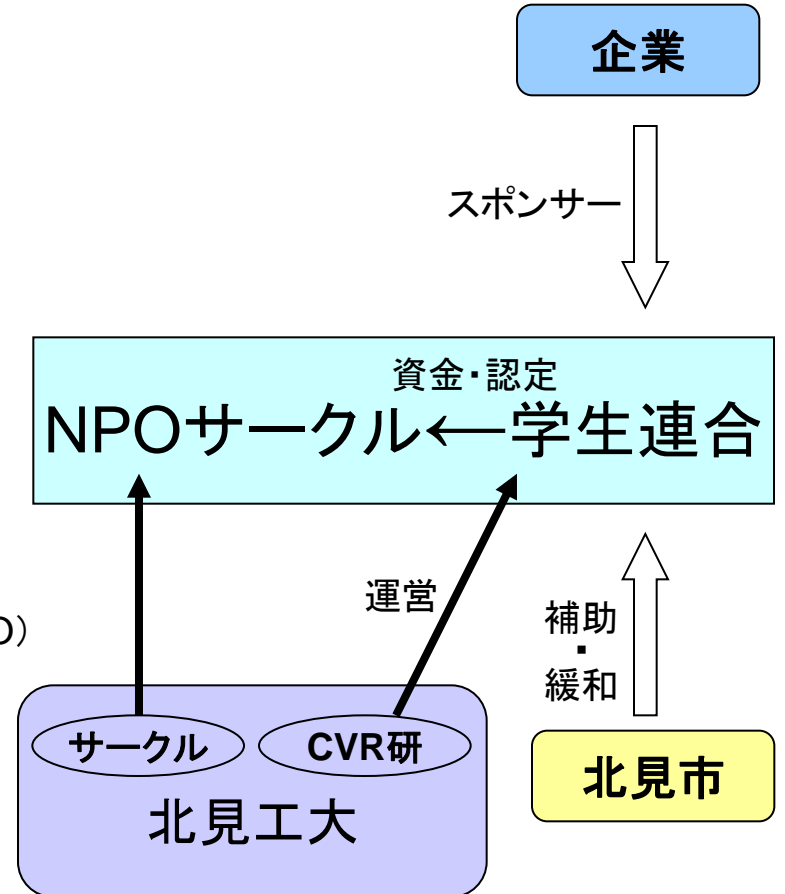 企業
スポンサー
資金・認定
NPOサークル←学生連合
運営
補助
・
緩和
O）
サークル
CVR研
北見工大
北見市